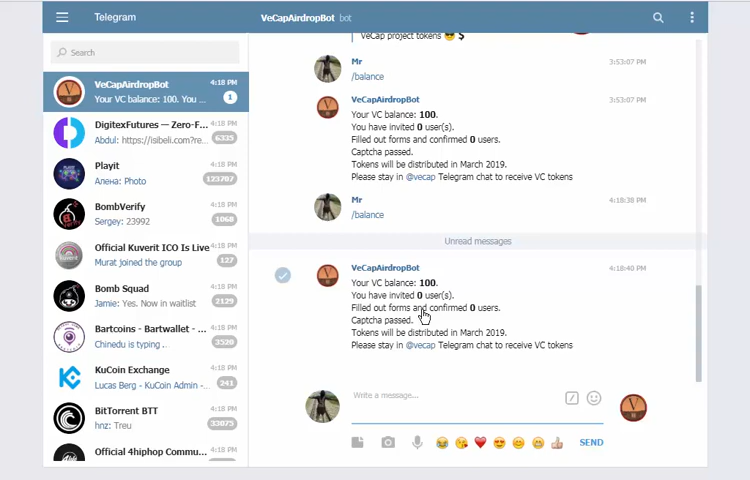 Telegram
VeCapAirdropBot bot
Search
VeCapAirdropBot 4:18 PM
Your VC balance: 100. You ... 1
DigitexFutures — Zero-F... 4:18 PM
Abdul: https://isibeli.com?re... 6335
Playit 4:18 PM
Алена: Photo 123707
BombVerify 4:18 PM
Sergey: 23992 1068
Official Kuverit ICO Is Live 4:18 PM
Murat joined the group 127
Bomb Squad 4:18 PM
Jamie: Yes. Now in waitlist 2129
Bartcoins - Bartwallet - ... 4:18 PM
Chinedu is typing .. 3520
KuCoin Exchange 4:18 PM
Lucas Berg - KuCoin Admin -... 241
BitTorrent BTT 4:18 PM
hnz: Treu 33075
Official 4hiphop Commu... 4:18 PM
VeCap project tokens 😎 $
Mr 3:53:07 PM
/balance
VeCapAirdropBot 3:53:07 PM
Your VC balance: 100.
You have invited 0 user(s).
Filled out forms and confirmed 0 users.
Captcha passed.
Tokens will be distributed in March 2019.
Please stay in @vecap Telegram chat to receive VC tokens
Mr 4:18:38 PM
/balance
Unread messages
VeCapAirdropBot 4:18:40 PM
Your VC balance: 100.
You have invited 0 user(s).
Filled out forms and confirmed 0 users.
Captcha passed.
Tokens will be distributed in March 2019.
Please stay in @vecap Telegram chat to receive VC tokens
Write a message...
SEND